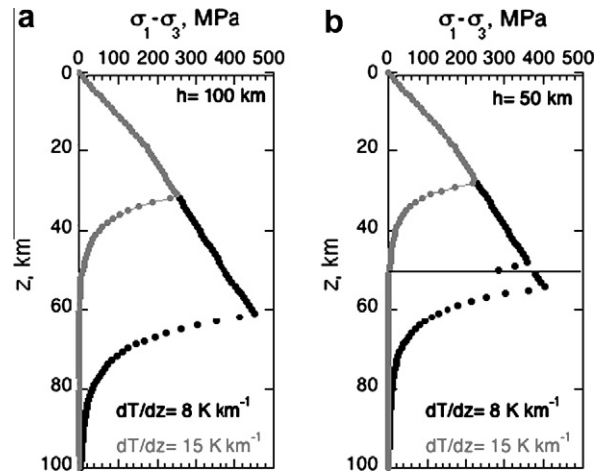 a
σ1-σ3, MPa
0 100 200 300 400 500
h= 100 km
0
20
40
60
80
100
z, km
dT/dz= 8 K km-1
dT/dz= 15 K km-1
b
σ1-σ3, MPa
0 100 200 300 400 500
h= 50 km
0
20
40
60
80
100
z, km
dT/dz= 8 K km-1
dT/dz= 15 K km-1